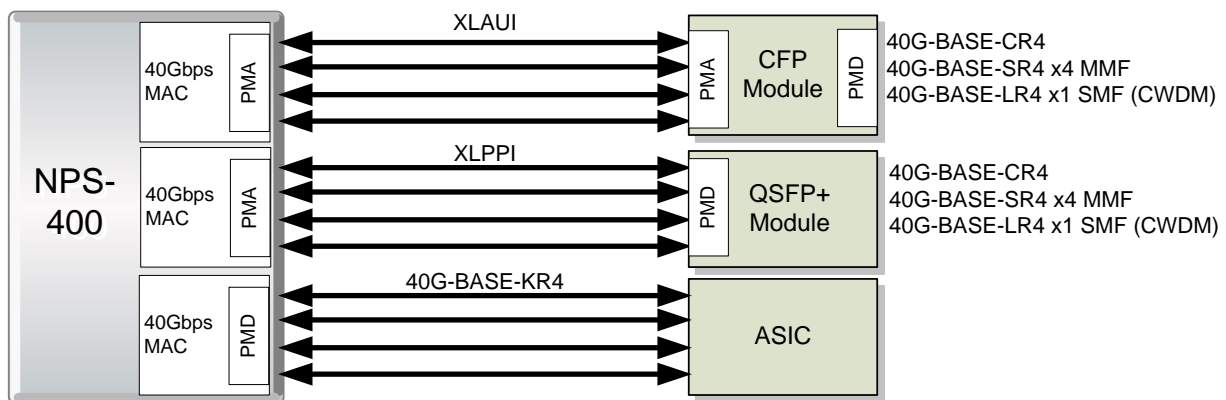 NPS-
400
40Gbps
MAC
PMA
XLAUI
PMA
CFP
Module
PMD
40G-BASE-CR4
40G-BASE-SR4 x4 MMF
40G-BASE-LR4 x1 SMF (CWDM)
40Gbps
MAC
PMA
XLPPI
PMD
QSFP+
Module
40G-BASE-CR4
40G-BASE-SR4 x4 MMF
40G-BASE-LR4 x1 SMF (CWDM)
40Gbps
MAC
PMD
40G-BASE-KR4
ASIC